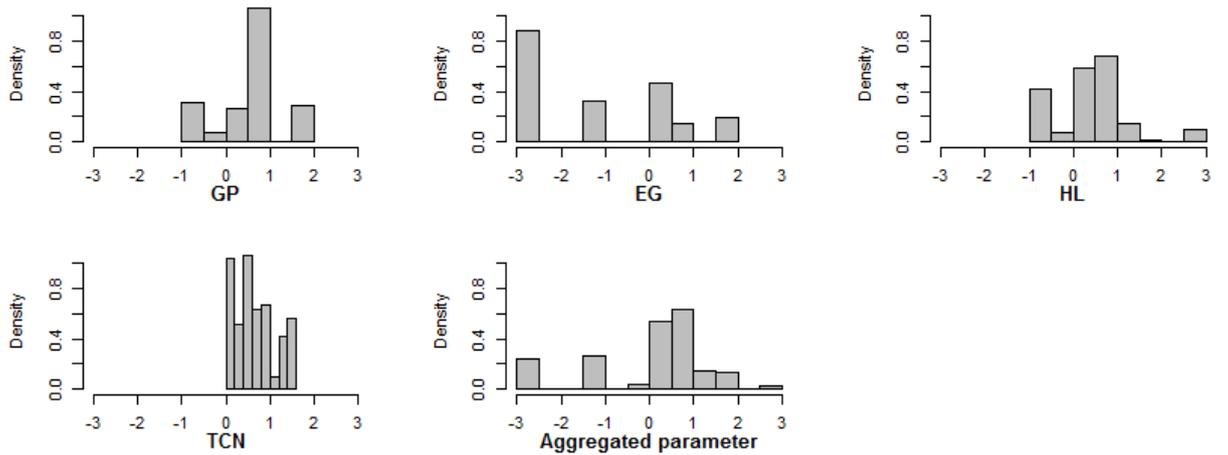 Density
0.0 0.4 0.8
-3 -2 -1 0 1 2 3
GP
Density
0.0 0.4 0.8
-3 -2 -1 0 1 2 3
EG
Density
0.0 0.4 0.8
-3 -2 -1 0 1 2 3
HL
Density
0.0 0.4 0.8
-3 -2 -1 0 1 2 3
TCN
Density
0.0 0.4 0.8
-3 -2 -1 0 1 2 3
Aggregated parameter